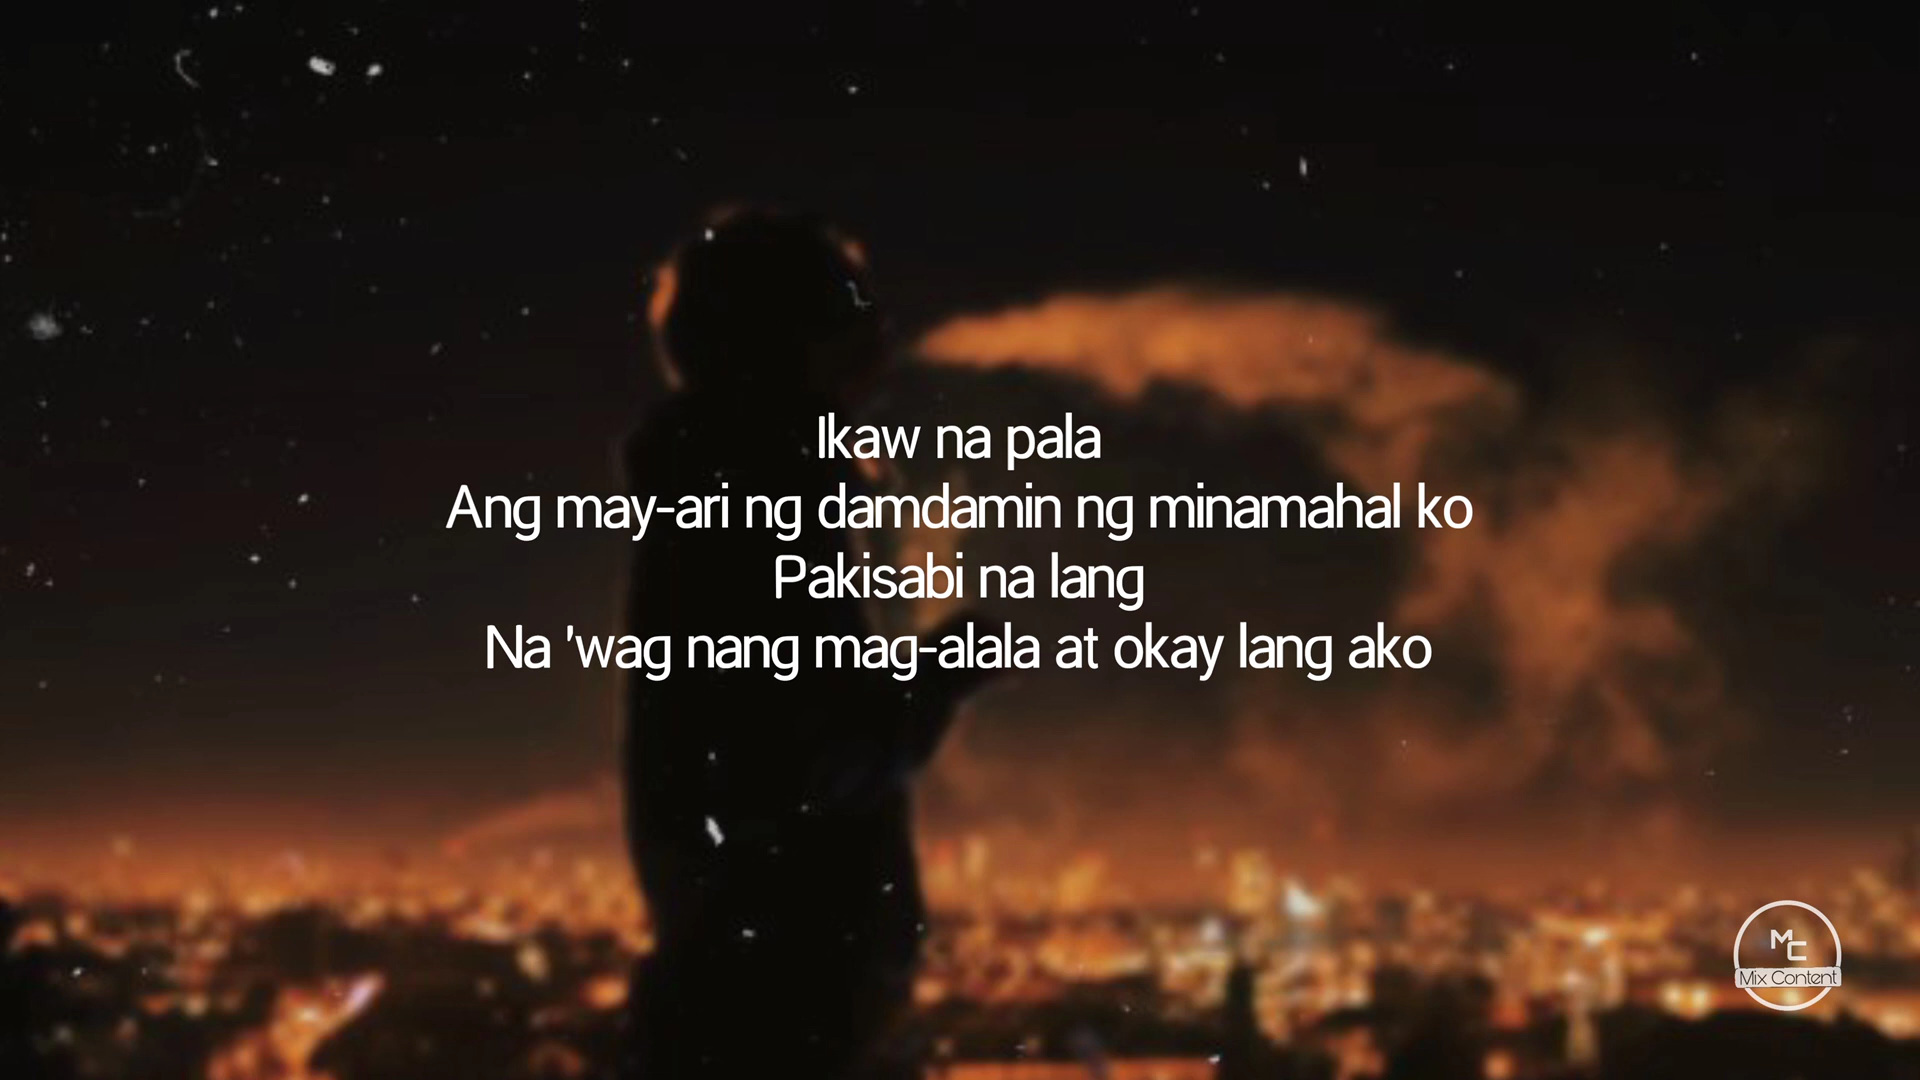 Ikaw na pala
Ang may-ari ng damdamin ng minamahal ko
Pakisabi na lang
Na 'wag nang mag-alala at okay lang ako
MC
Mix Content